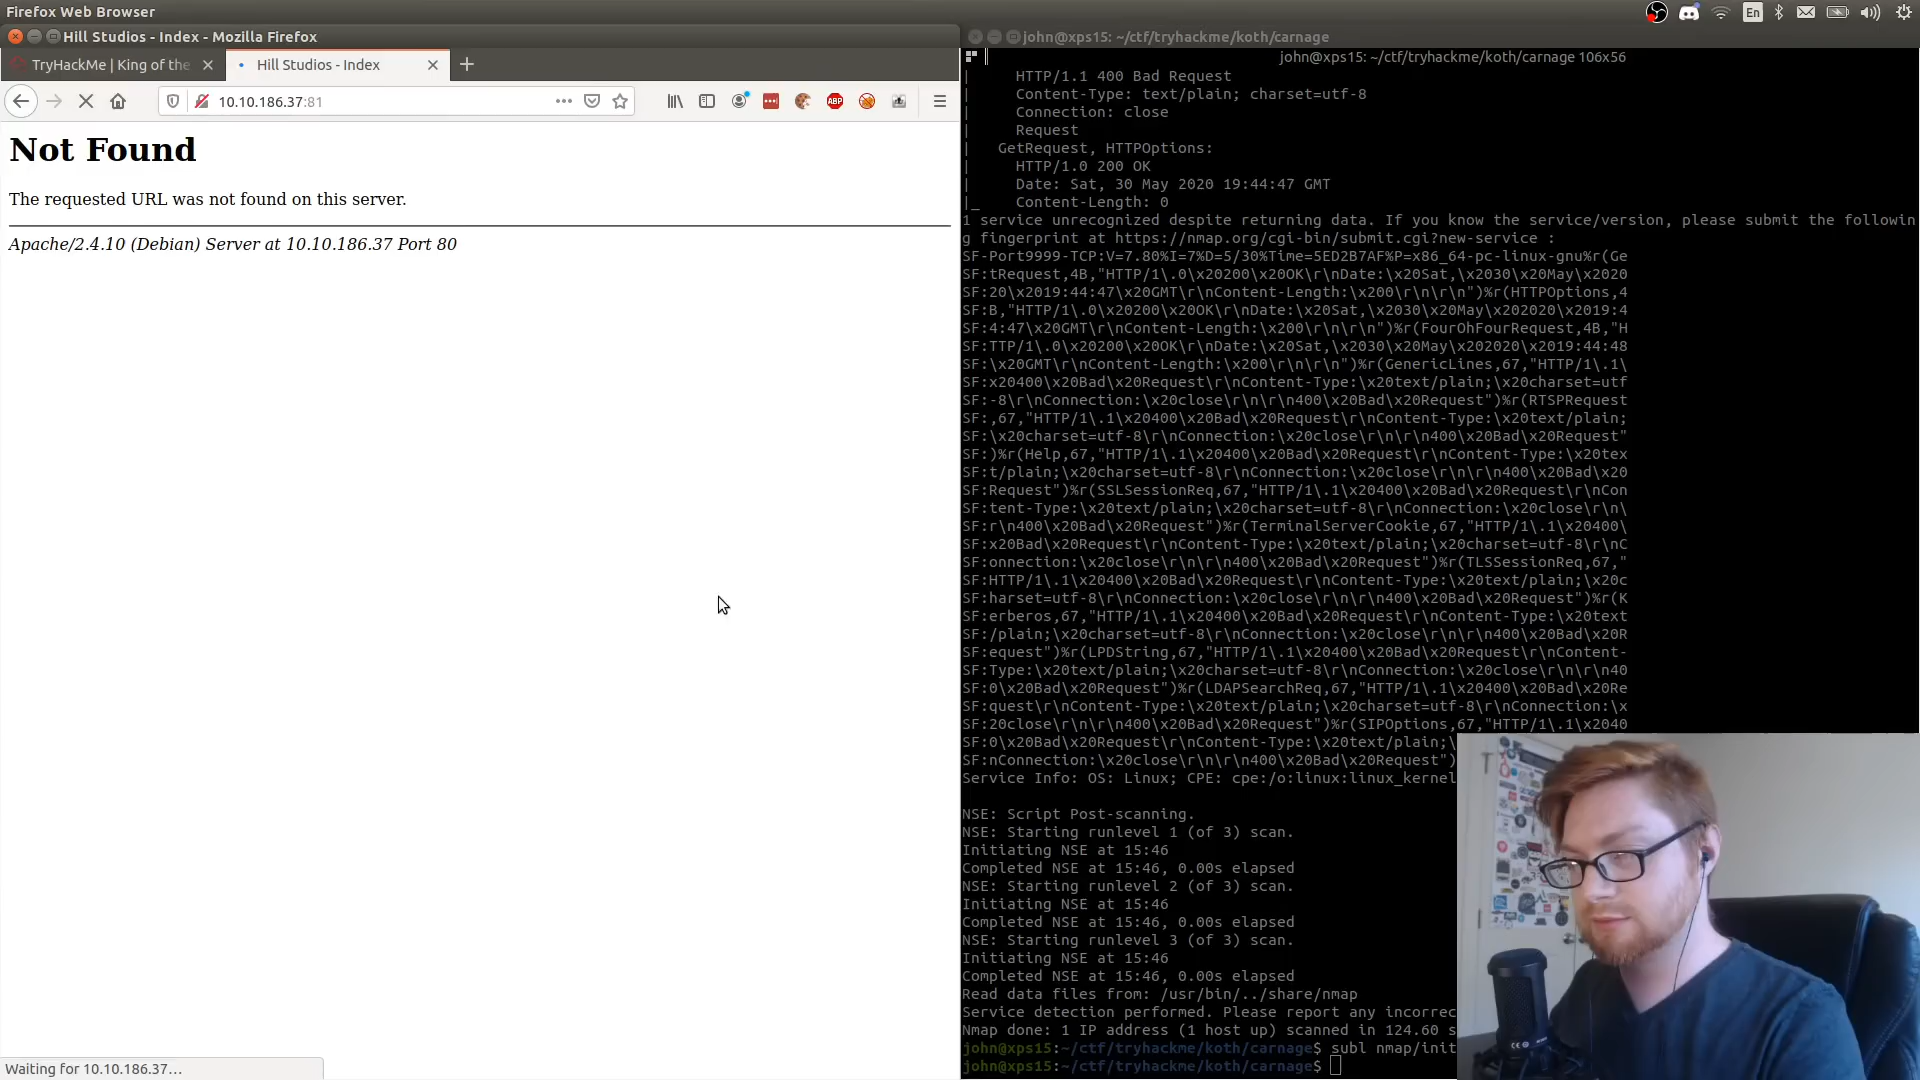 Firefox Web Browser
En
Hill Studios - Index - Mozilla Firefox
john@xps15: ~/ctf/tryhackme/koth/carnage
TryHackMe | King of the
Hill Studios - Index
john@xps15: ~/ctf/tryhackme/koth/carnage 106x56
10.10.186.37:81
ABP
Not Found
The requested URL was not found on this server.
Apache/2.4.10 (Debian) Server at 10.10.186.37 Port 80
Waiting for 10.10.186.37…
|     HTTP/1.1 400 Bad Request
|     Content-Type: text/plain; charset=utf-8
|     Connection: close
|     Request
|   GetRequest, HTTPOptions:
|     HTTP/1.0 200 OK
|     Date: Sat, 30 May 2020 19:44:47 GMT
|_    Content-Length: 0
1 service unrecognized despite returning data. If you know the service/version, please submit the followin
g fingerprint at https://nmap.org/cgi-bin/submit.cgi?new-service :
SF-Port9999-TCP:V=7.80%I=7%D=5/30%Time=5ED2B7AF%P=x86_64-pc-linux-gnu%r(Ge
SF:tRequest,4B,"HTTP/1\.0\x20200\x20OK\r\nDate:\x20Sat,\x2030\x20May\x2020
SF:20\x2019:44:47\x20GMT\r\nContent-Length:\x200\r\n\r\n")%r(HTTPOptions,4
SF:B,"HTTP/1\.0\x20200\x20OK\r\nDate:\x20Sat,\x2030\x20May\x202020\x2019:4
SF:4:47\x20GMT\r\nContent-Length:\x200\r\n\r\n")%r(FourOhFourRequest,4B,"H
SF:TTP/1\.0\x20200\x20OK\r\nDate:\x20Sat,\x2030\x20May\x202020\x2019:44:48
SF:\x20GMT\r\nContent-Length:\x200\r\n\r\n")%r(GenericLines,67,"HTTP/1\.1\
SF:x20400\x20Bad\x20Request\r\nContent-Type:\x20text/plain;\x20charset=utf
SF:-8\r\nConnection:\x20close\r\n\r\n400\x20Bad\x20Request")%r(RTSPRequest
SF:,67,"HTTP/1\.1\x20400\x20Bad\x20Request\r\nContent-Type:\x20text/plain;
SF:\x20charset=utf-8\r\nConnection:\x20close\r\n\r\n400\x20Bad\x20Request"
SF:)%r(Help,67,"HTTP/1\.1\x20400\x20Bad\x20Request\r\nContent-Type:\x20tex
SF:t/plain;\x20charset=utf-8\r\nConnection:\x20close\r\n\r\n400\x20Bad\x20
SF:Request")%r(SSLSessionReq,67,"HTTP/1\.1\x20400\x20Bad\x20Request\r\nCon
SF:tent-Type:\x20text/plain;\x20charset=utf-8\r\nConnection:\x20close\r\n\
SF:r\n400\x20Bad\x20Request")%r(TerminalServerCookie,67,"HTTP/1\.1\x20400\
SF:x20Bad\x20Request\r\nContent-Type:\x20text/plain;\x20charset=utf-8\r\nC
SF:onnection:\x20close\r\n\r\n400\x20Bad\x20Request")%r(TLSSessionReq,67,"
SF:HTTP/1\.1\x20400\x20Bad\x20Request\r\nContent-Type:\x20text/plain;\x20c
SF:harset=utf-8\r\nConnection:\x20close\r\n\r\n400\x20Bad\x20Request")%r(K
SF:erberos,67,"HTTP/1\.1\x20400\x20Bad\x20Request\r\nContent-Type:\x20text
SF:/plain;\x20charset=utf-8\r\nConnection:\x20close\r\n\r\n400\x20Bad\x20R
SF:equest")%r(LPDString,67,"HTTP/1\.1\x20400\x20Bad\x20Request\r\nContent-
SF:Type:\x20text/plain;\x20charset=utf-8\r\nConnection:\x20close\r\n\r\n40
SF:0\x20Bad\x20Request")%r(LDAPSearchReq,67,"HTTP/1\.1\x20400\x20Bad\x20Re
SF:quest\r\nContent-Type:\x20text/plain;\x20charset=utf-8\r\nConnection:\x
SF:20close\r\n\r\n400\x20Bad\x20Request")%r(SIPOptions,67,"HTTP/1\.1\x2040
SF:0\x20Bad\x20Request\r\nContent-Type:\x20text/plain;\
SF:nConnection:\x20close\r\n\r\n400\x20Bad\x20Request")
Service Info: OS: Linux; CPE: cpe:/o:linux:linux_kernel
NSE: Script Post-scanning.
NSE: Starting runlevel 1 (of 3) scan.
Initiating NSE at 15:46
Completed NSE at 15:46, 0.00s elapsed
NSE: Starting runlevel 2 (of 3) scan.
Initiating NSE at 15:46
Completed NSE at 15:46, 0.00s elapsed
NSE: Starting runlevel 3 (of 3) scan.
Initiating NSE at 15:46
Completed NSE at 15:46, 0.00s elapsed
Read data files from: /usr/bin/../share/nmap
Service detection performed. Please report any incorrec
Nmap done: 1 IP address (1 host up) scanned in 124.60 s
john@xps15:~/ctf/tryhackme/koth/carnage$ subl nmap/init
john@xps15:~/ctf/tryhackme/koth/carnage$